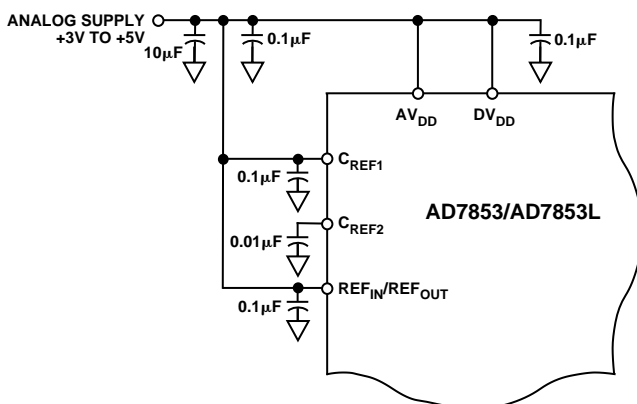 ANALOG SUPPLY
+3V TO +5V
10μF
0.1μF
0.1μF
AVDD
DVDD
CREF1
0.1μF
AD7853/AD7853L
CREF2
0.01μF
REFIN/REFOUT
0.1μF